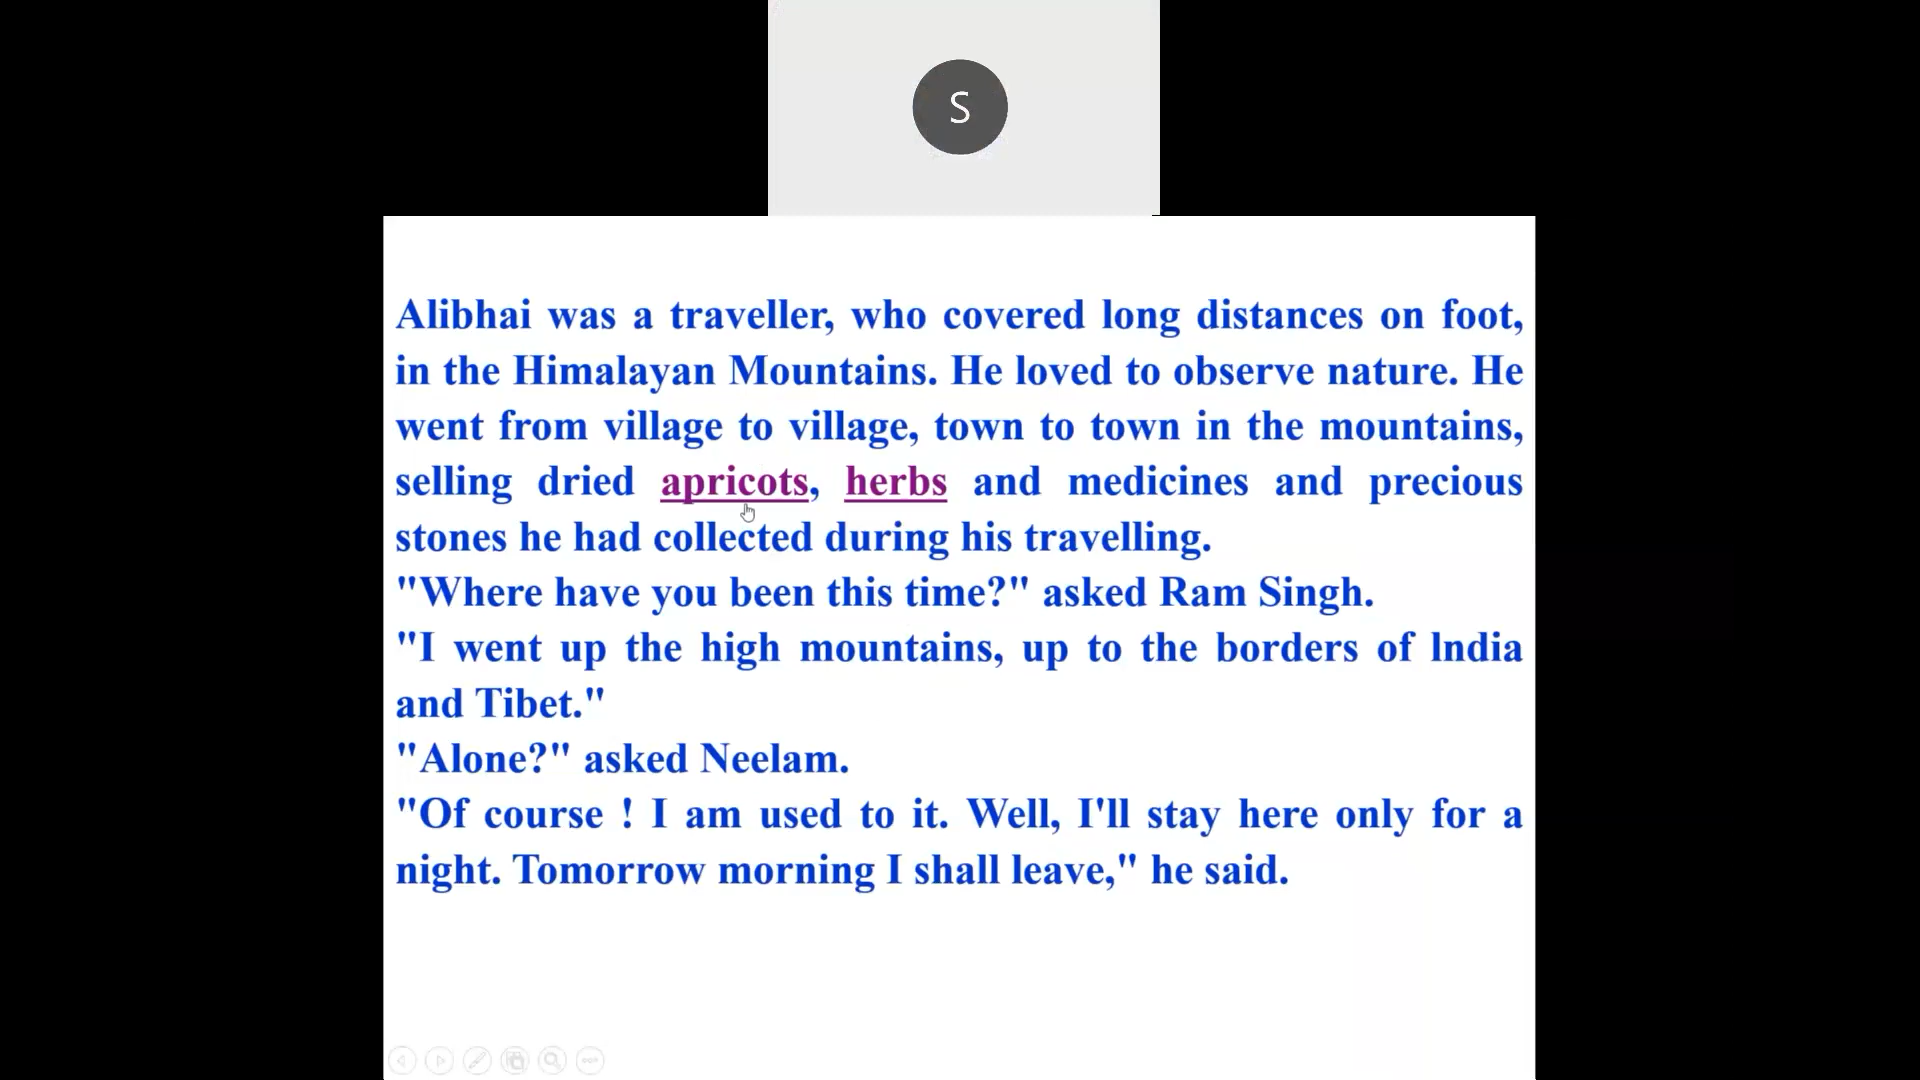 S
Alibhai was a traveller, who covered long distances on foot,
in the Himalayan Mountains. He loved to observe nature. He
went from village to village, town to town in the mountains,
selling dried apricots, herbs and medicines and precious
stones he had collected during his travelling.
"Where have you been this time?" asked Ram Singh.
"I went up the high mountains, up to the borders of lndia
and Tibet."
"Alone?" asked Neelam.
"Of course ! I am used to it. Well, I'll stay here only for a
night. Tomorrow morning I shall leave," he said.